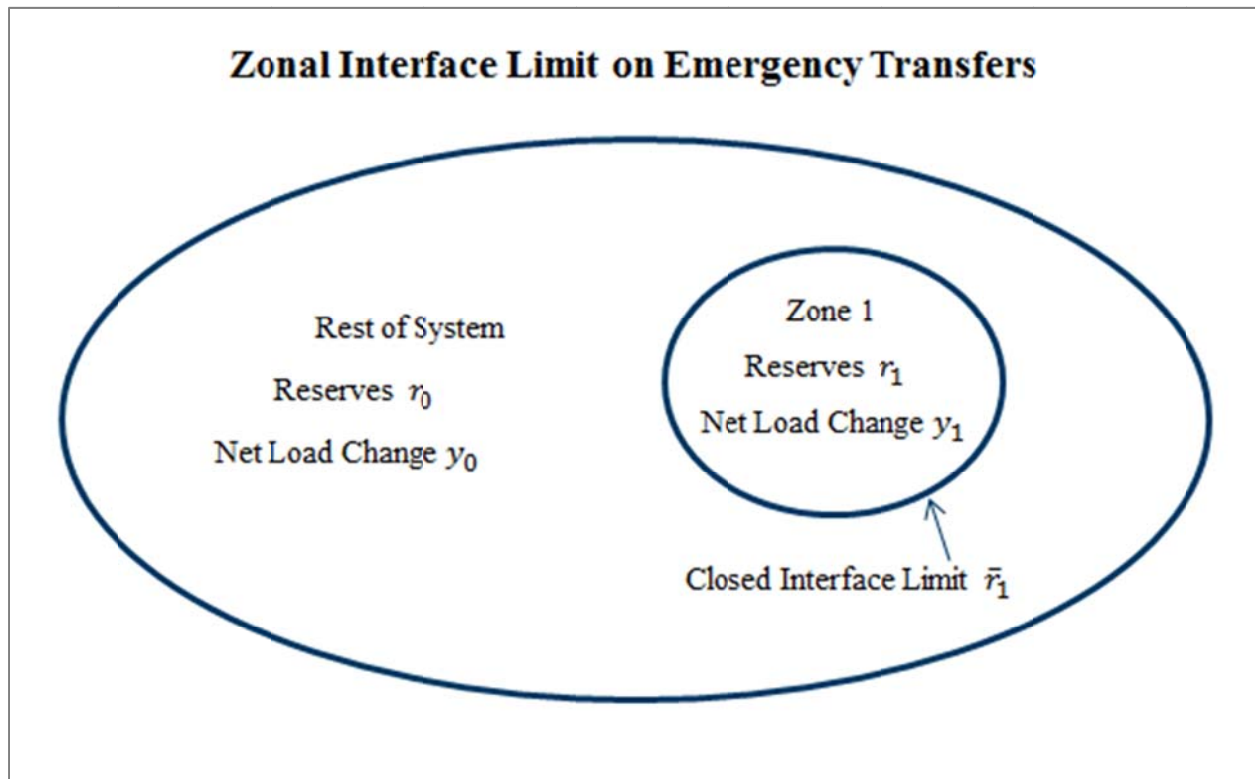 Zonal Interface Limit on Emergency Transfers
Rest of System
Reserves r₀
Net Load Change y₀
Zone 1
Reserves r₁
Net Load Change y₁
Closed Interface Limit r̄₁